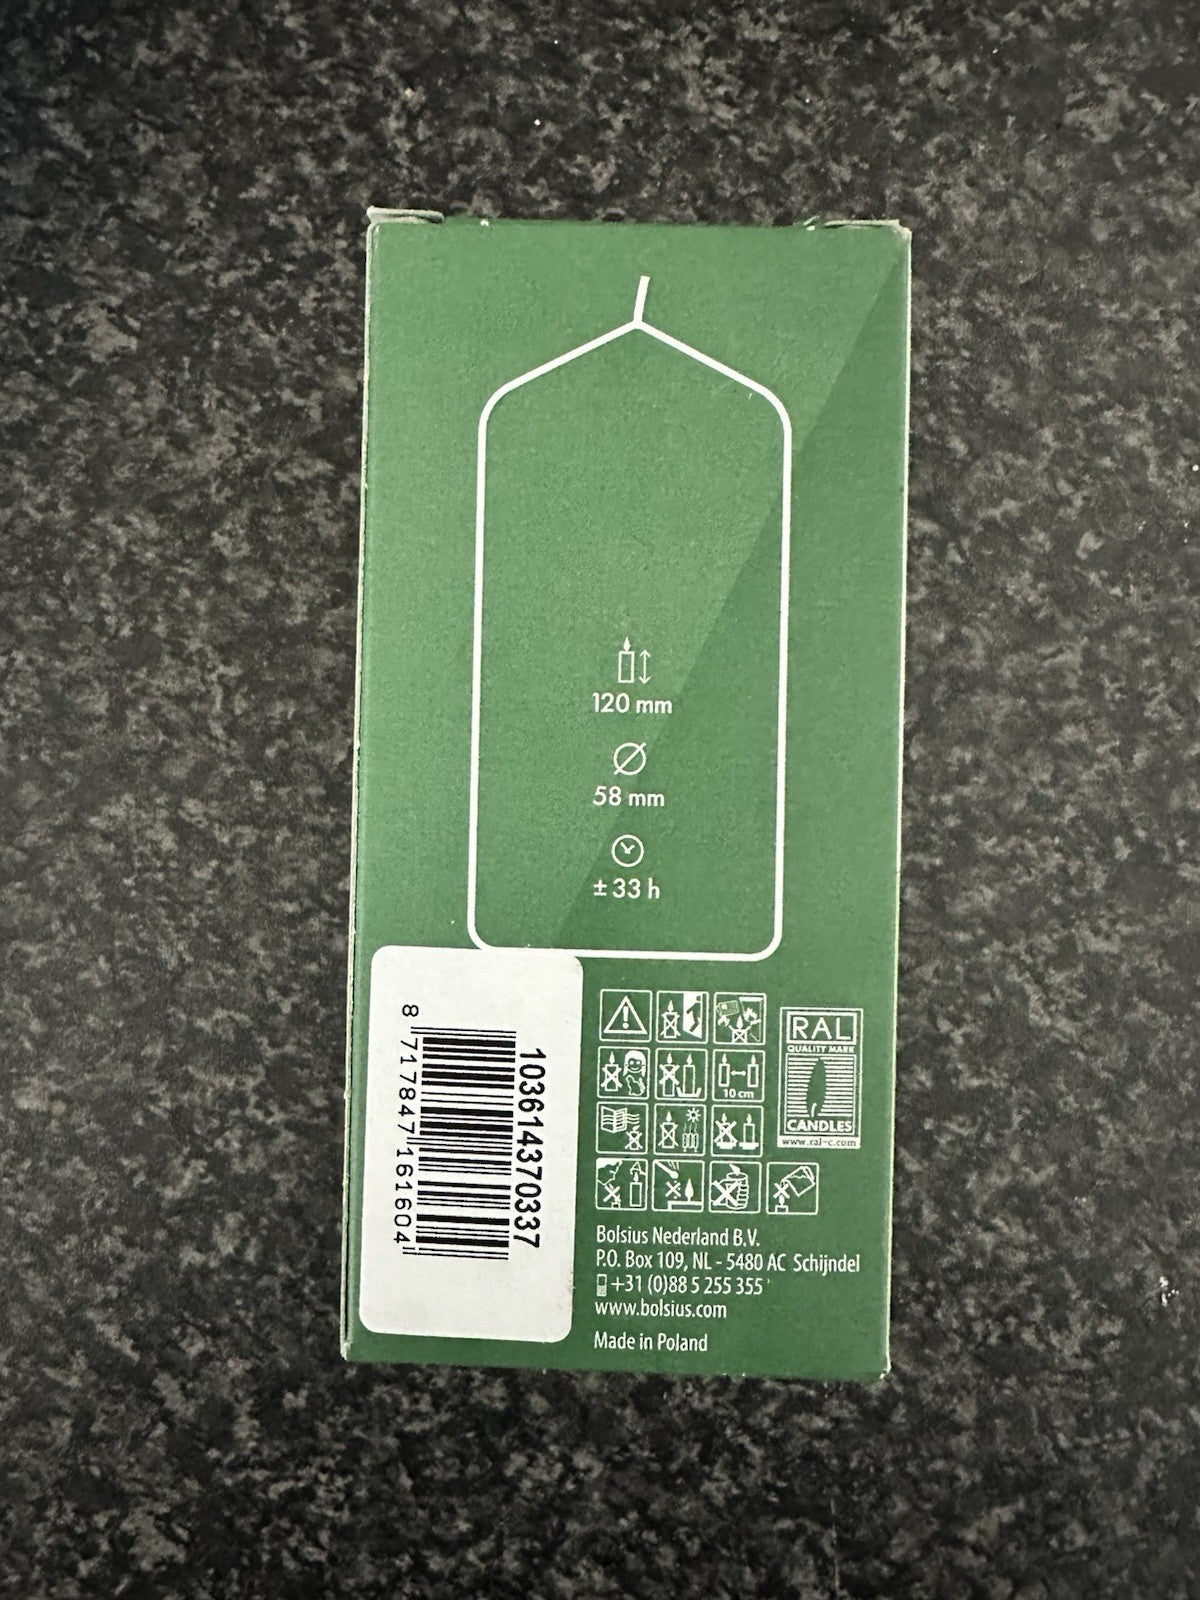 120 mm
58 mm
± 33 h
8 717847 161604
103614370337
10 cm
RAL
QUALITY MARK
CANDLES
www.ral-c.com
Bolsius Nederland B.V.
P.O. Box 109, NL - 5480 AC Schijndel
+31 (0)88 5 255 355
www.bolsius.com
Made in Poland